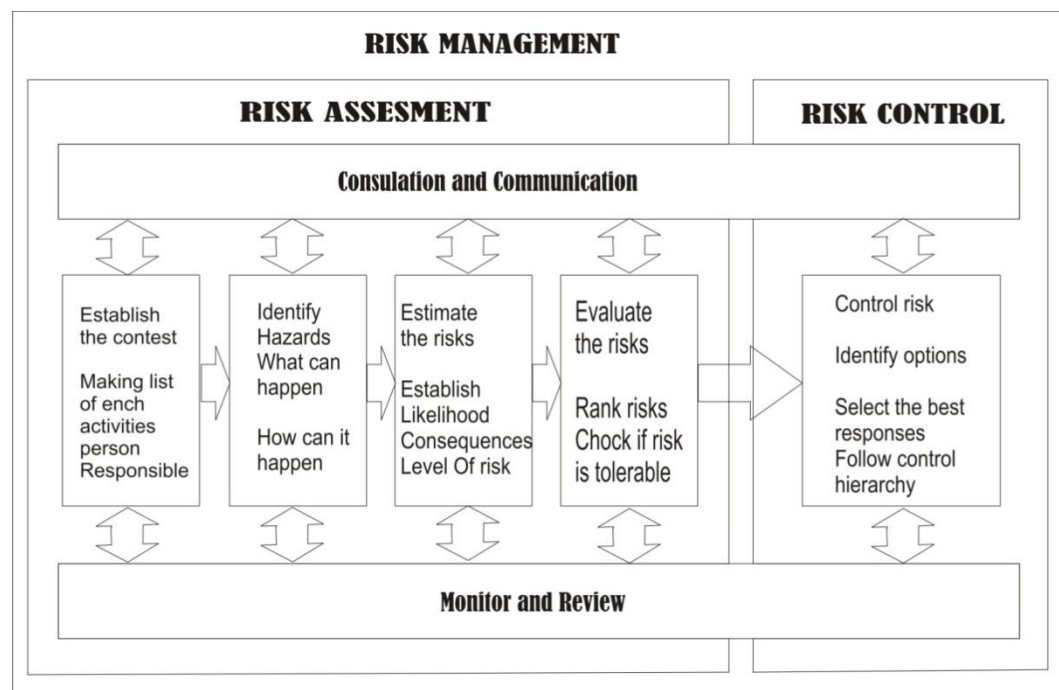 RISK MANAGEMENT
RISK ASSESMENT
RISK CONTROL
Consulation and Communication
Establish
the contest
Making list
of ench
activities
person
Responsible
Identify
Hazards
What can
happen
How can it
happen
Estimate
the risks
Establish
Likelihood
Consequences
Level Of risk
Evaluate
the risks
Rank risks
Chock if risk
is tolerable
Control risk
Identify options
Select the best
responses
Follow control
hierarchy
Monitor and Review